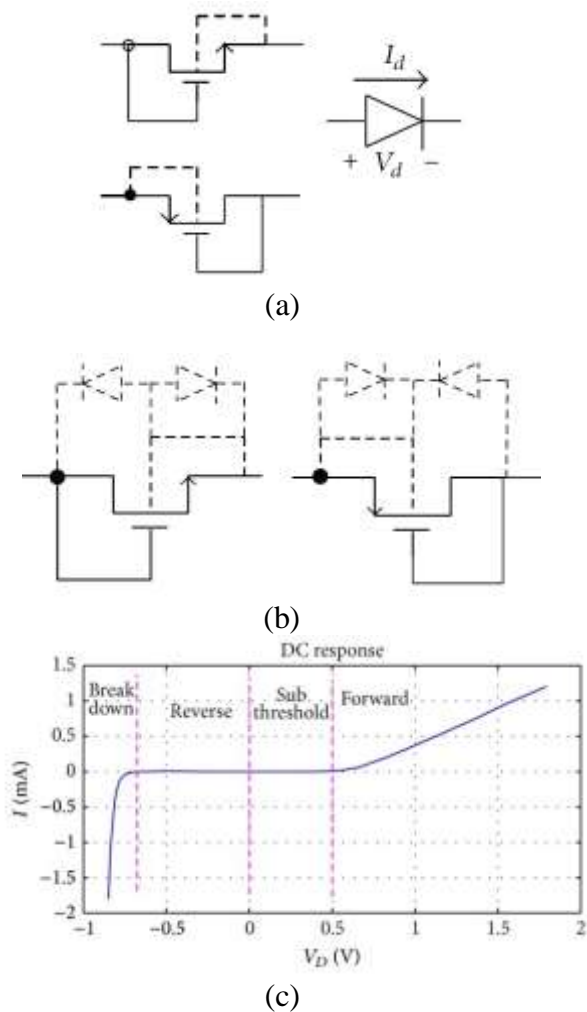 I_d
+ V_d −
(a)
(b)
DC response
1.5
1
0.5
0
−0.5
−1
−1.5
−2
I (mA)
Break down
Reverse
Sub threshold
Forward
−1
−0.5
0
0.5
1
1.5
2
V_D (V)
(c)